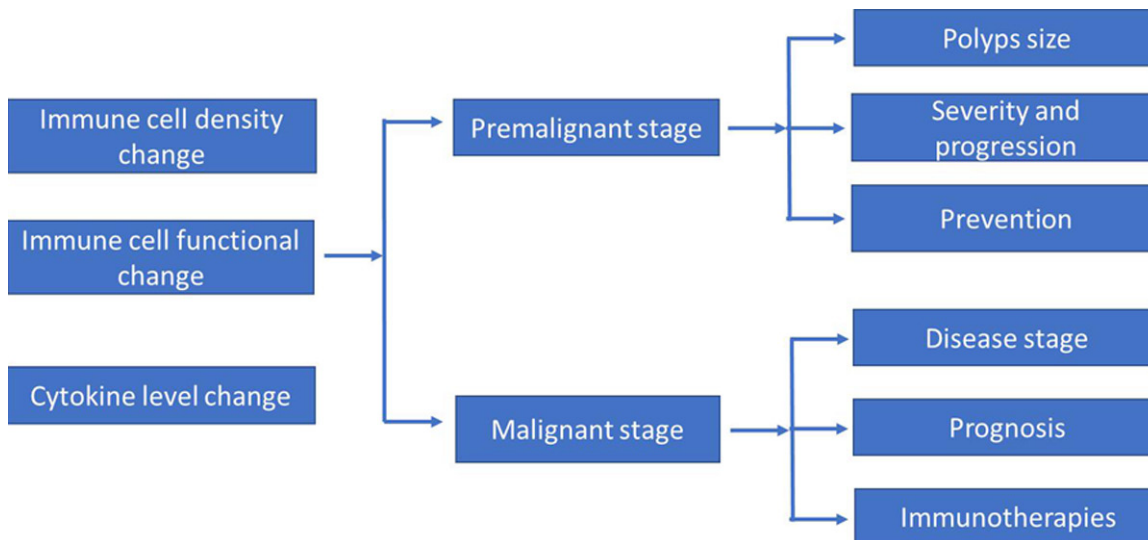 Immune cell density
change
Immune cell functional
change
Cytokine level change
Premalignant stage
Malignant stage
Polyps size
Severity and
progression
Prevention
Disease stage
Prognosis
Immunotherapies